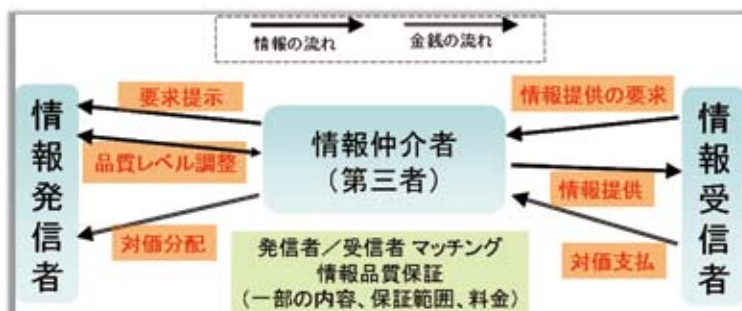 情報の流れ
金銭の流れ
情報発信者
要求提示
品質レベル調整
対価分配
情報仲介者
(第三者)
情報提供の要求
情報提供
対価支払
情報受信者
発信者/受信者 マッチング
情報品質保証
(一部の内容、保証範囲、料金)